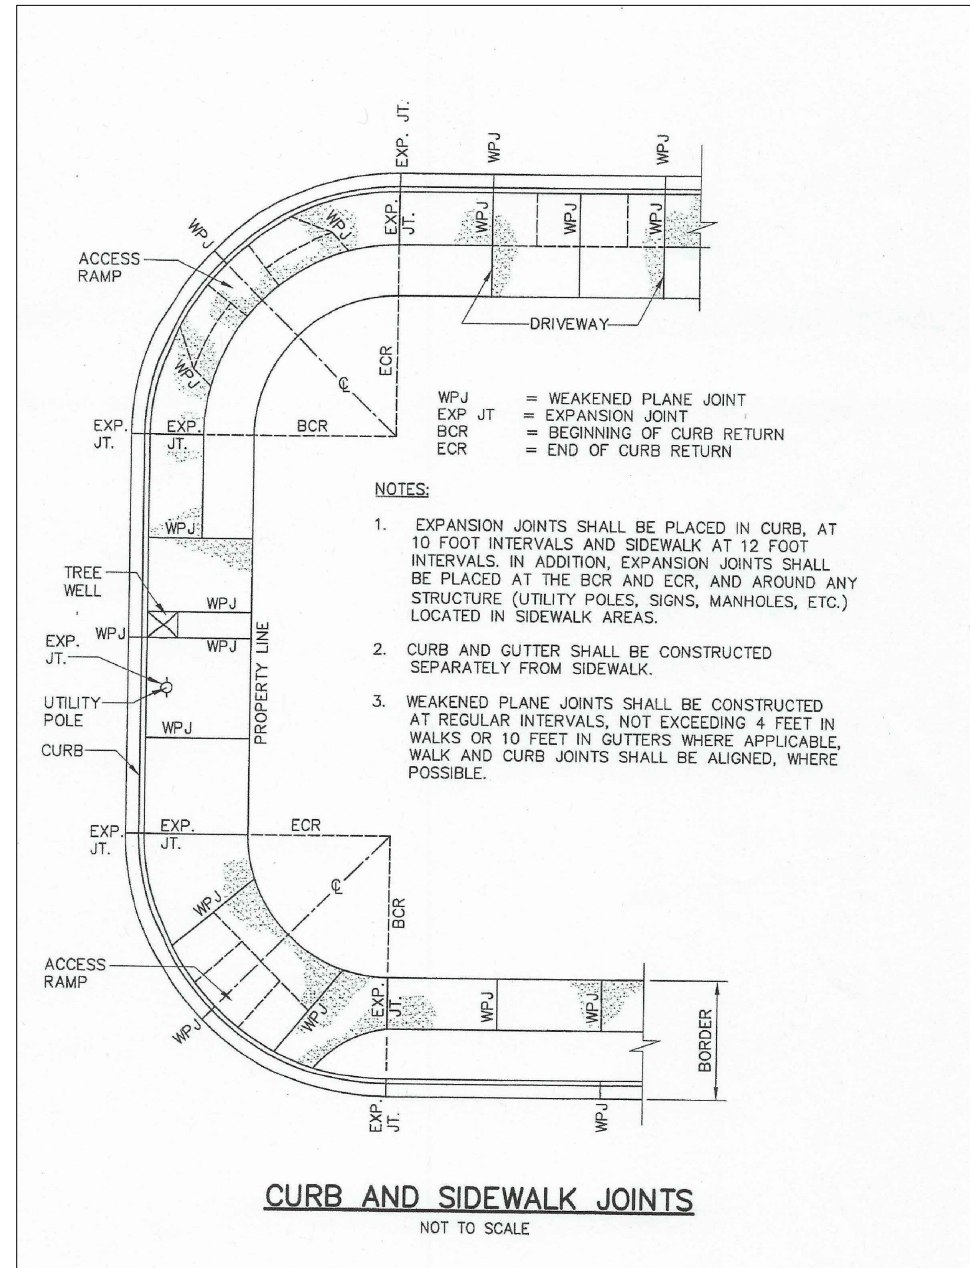 EXP. JT.
WPJ
WPJ
WPJ
WPJ
EXP.
JT.
WPJ
WPJ
WPJ
ACCESS
RAMP
DRIVEWAY
WPJ
ECR
℄
EXP.
JT.
EXP.
JT.
BCR
WPJ = WEAKENED PLANE JOINT
EXP JT = EXPANSION JOINT
BCR = BEGINNING OF CURB RETURN
ECR = END OF CURB RETURN
NOTES:
1. EXPANSION JOINTS SHALL BE PLACED IN CURB, AT
10 FOOT INTERVALS AND SIDEWALK AT 12 FOOT
INTERVALS. IN ADDITION, EXPANSION JOINTS SHALL
BE PLACED AT THE BCR AND ECR, AND AROUND ANY
STRUCTURE (UTILITY POLES, SIGNS, MANHOLES, ETC.)
LOCATED IN SIDEWALK AREAS.
2. CURB AND GUTTER SHALL BE CONSTRUCTED
SEPARATELY FROM SIDEWALK.
3. WEAKENED PLANE JOINTS SHALL BE CONSTRUCTED
AT REGULAR INTERVALS, NOT EXCEEDING 4 FEET IN
WALKS OR 10 FEET IN GUTTERS WHERE APPLICABLE,
WALK AND CURB JOINTS SHALL BE ALIGNED, WHERE
POSSIBLE.
WPJ
TREE
WELL
WPJ
WPJ
WPJ
EXP.
JT.
UTILITY
POLE
WPJ
CURB
PROPERTY LINE
EXP.
JT.
EXP.
JT.
ECR
℄
BCR
WPJ
ACCESS
RAMP
WPJ
WPJ
EXP.
JT.
WPJ
WPJ
BORDER
EXP.
JT.
WPJ
CURB AND SIDEWALK JOINTS
NOT TO SCALE